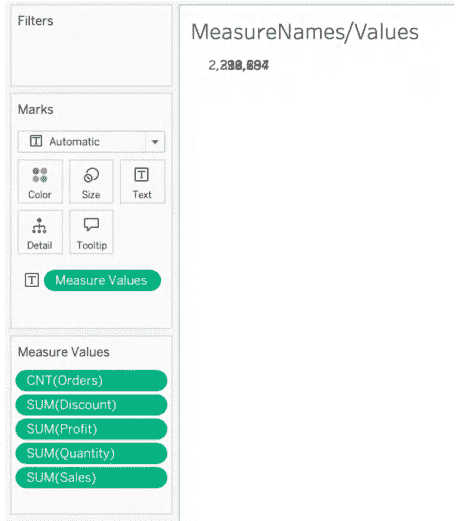 Filters
MeasureNames/Values
Marks
Automatic
Color Size Text
Detail Tooltip
Measure Values
Measure Values
CNT(Orders)
SUM(Discount)
SUM(Profit)
SUM(Quantity)
SUM(Sales)